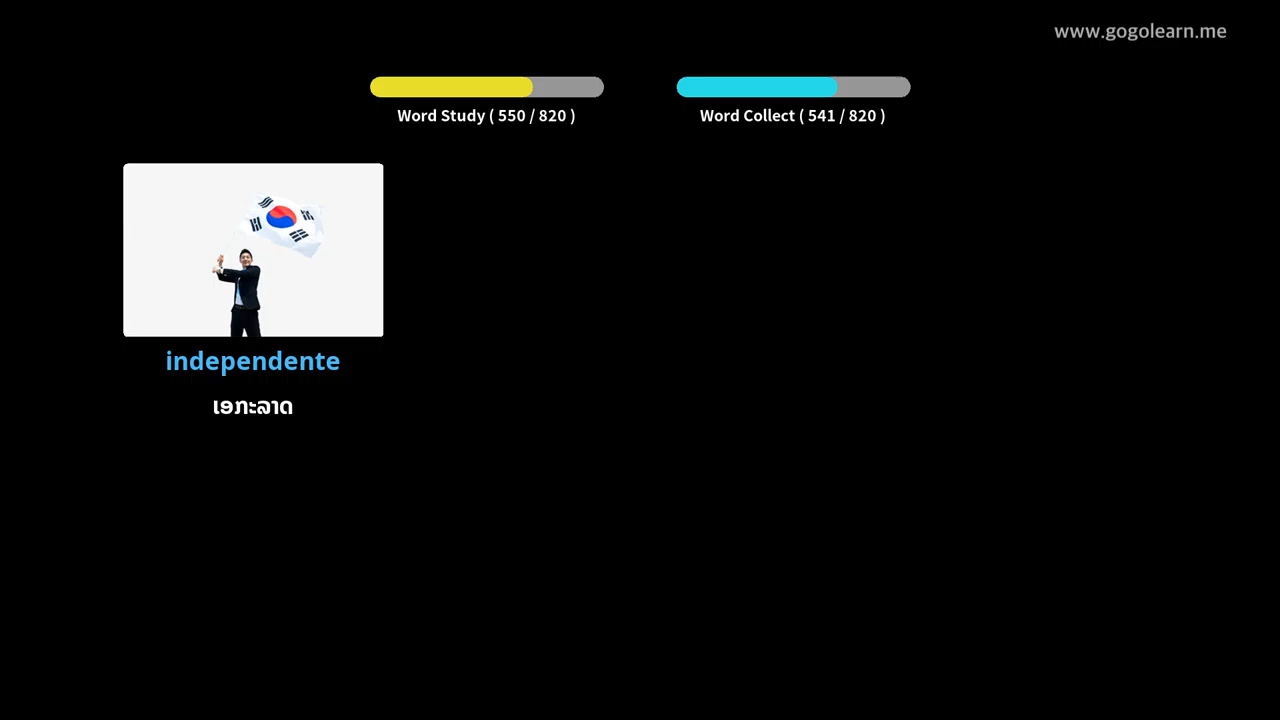 www.gogolearn.me
Word Study ( 550 / 820 )
Word Collect ( 541 / 820 )
independente
ເອກະລາດ